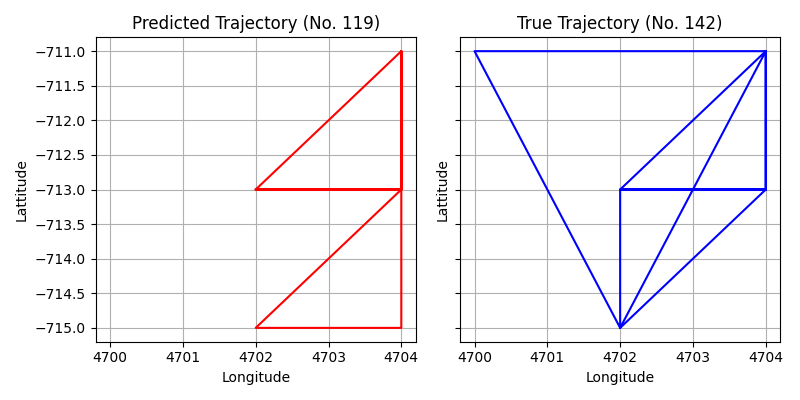 Predicted Trajectory (No. 119)
True Trajectory (No. 142)
−711.0
−711.5
−712.0
−712.5
−713.0
−713.5
−714.0
−714.5
−715.0
Lattitude
Lattitude
4700 4701 4702 4703 4704
4700 4701 4702 4703 4704
Longitude
Longitude